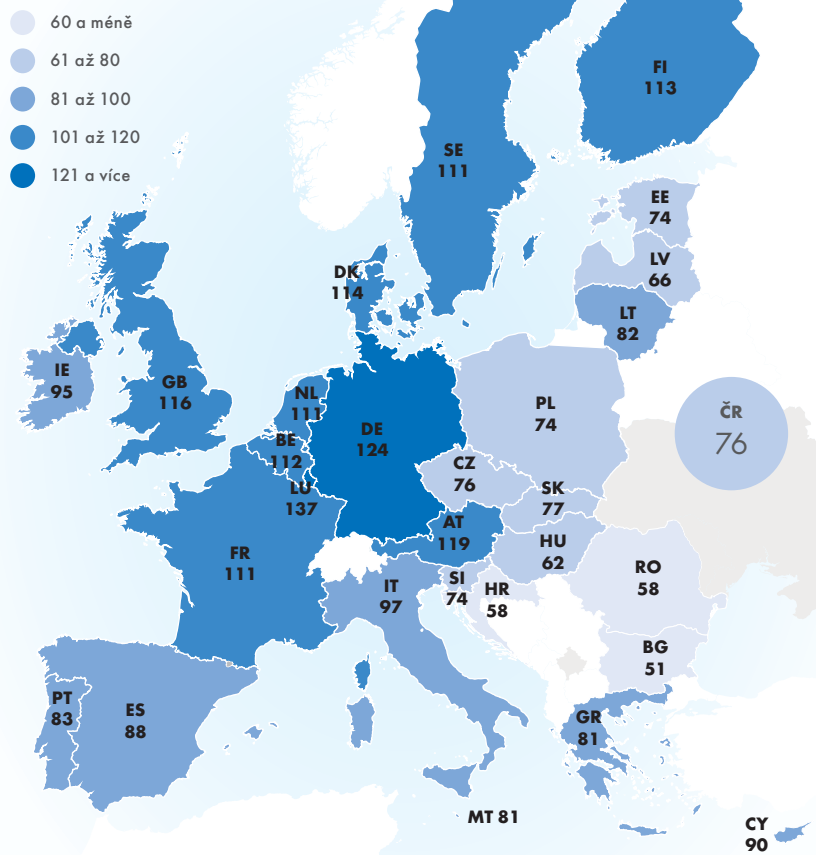 60 a méně
61 až 80
81 až 100
101 až 120
121 a více
FI
113
SE
111
EE
74
LV
66
DK
114
LT
82
IE
95
GB
116
NL
111
DE
124
PL
74
ČR
76
BE
112
CZ
76
LU
137
SK
77
AT
119
HU
62
FR
111
IT
97
SI
74
HR
58
RO
58
BG
51
PT
83
ES
88
GR
81
MT 81
CY
90